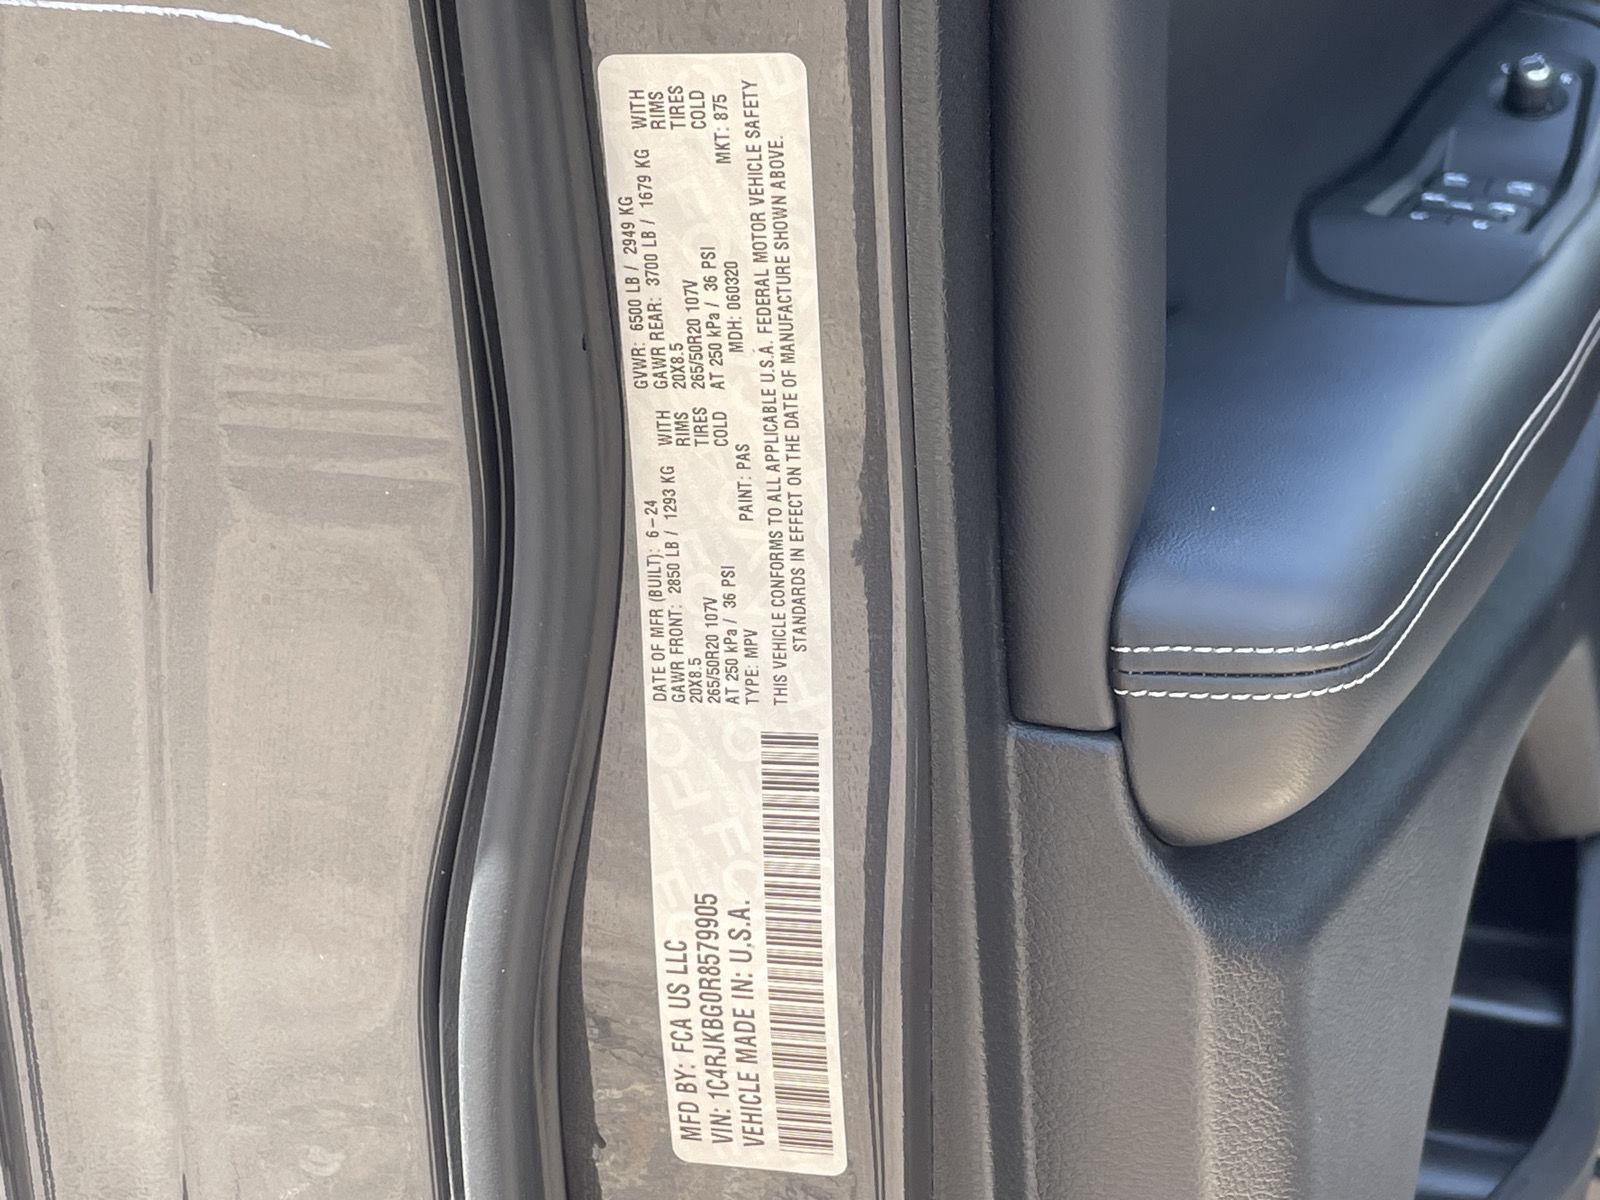 MFD BY: FCA US LLC
VIN: 1C4RJKBG0R8579905
VEHICLE MADE IN: U.S.A.
DATE OF MFR (BUILT): 6-24 GVWR: 6500 LB / 2949 KG
GAWR FRONT: 2850 LB / 1293 KG WITH GAWR REAR: 3700 LB / 1679 KG WITH
20X8.5 RIMS 20X8.5 RIMS
265/50R20 107V TIRES 265/50R20 107V TIRES
AT 250 kPa / 36 PSI COLD AT 250 kPa / 36 PSI COLD
TYPE: MPV PAINT: PAS MDH: 060320 MKT: 875
THIS VEHICLE CONFORMS TO ALL APPLICABLE U.S.A. FEDERAL MOTOR VEHICLE SAFETY
STANDARDS IN EFFECT ON THE DATE OF MANUFACTURE SHOWN ABOVE.